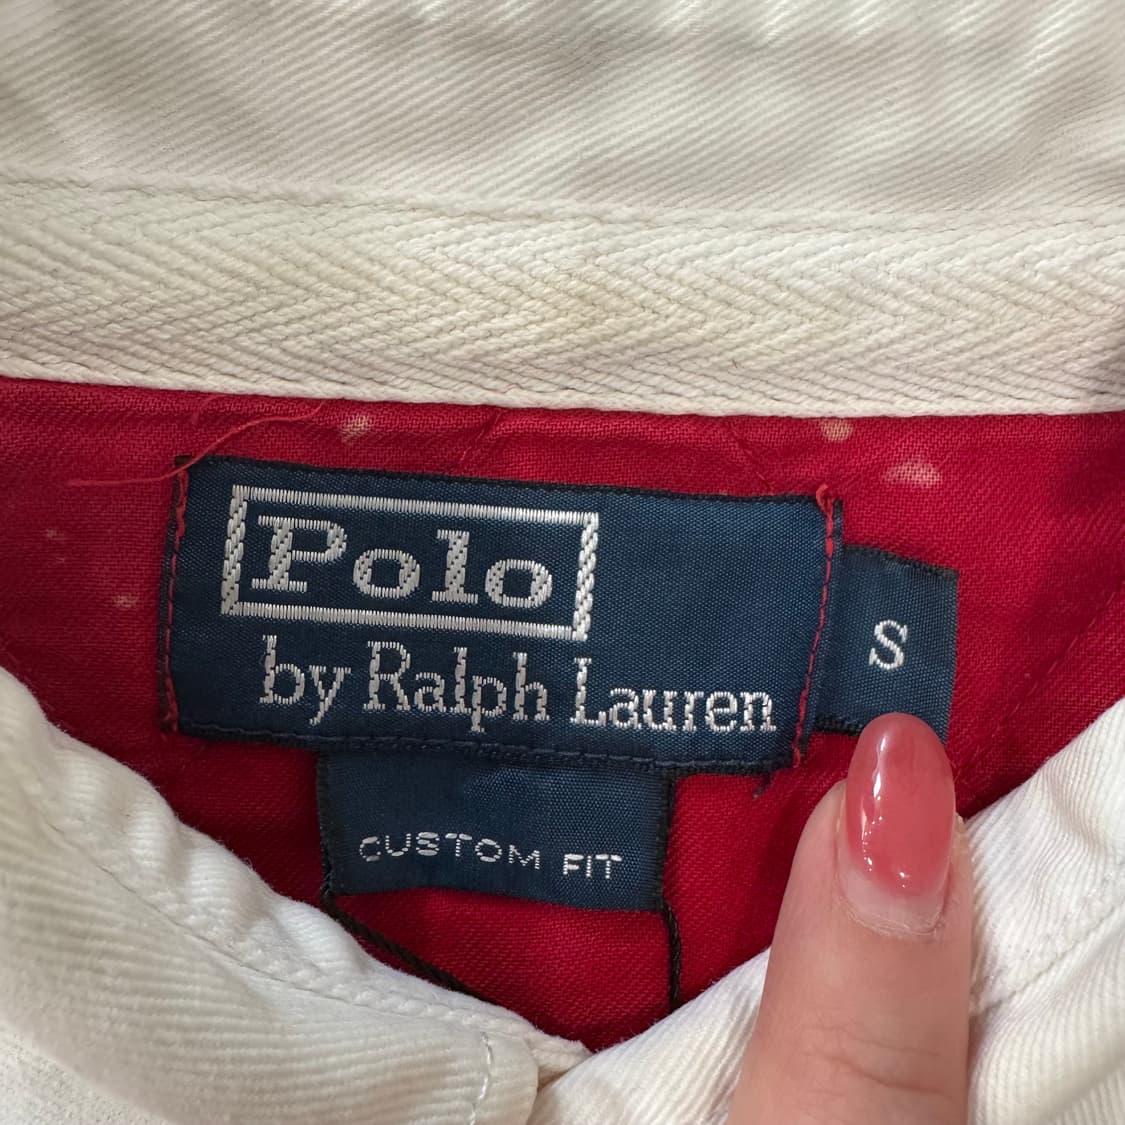 Polo
by Ralph Lauren
S
CUSTOM FIT